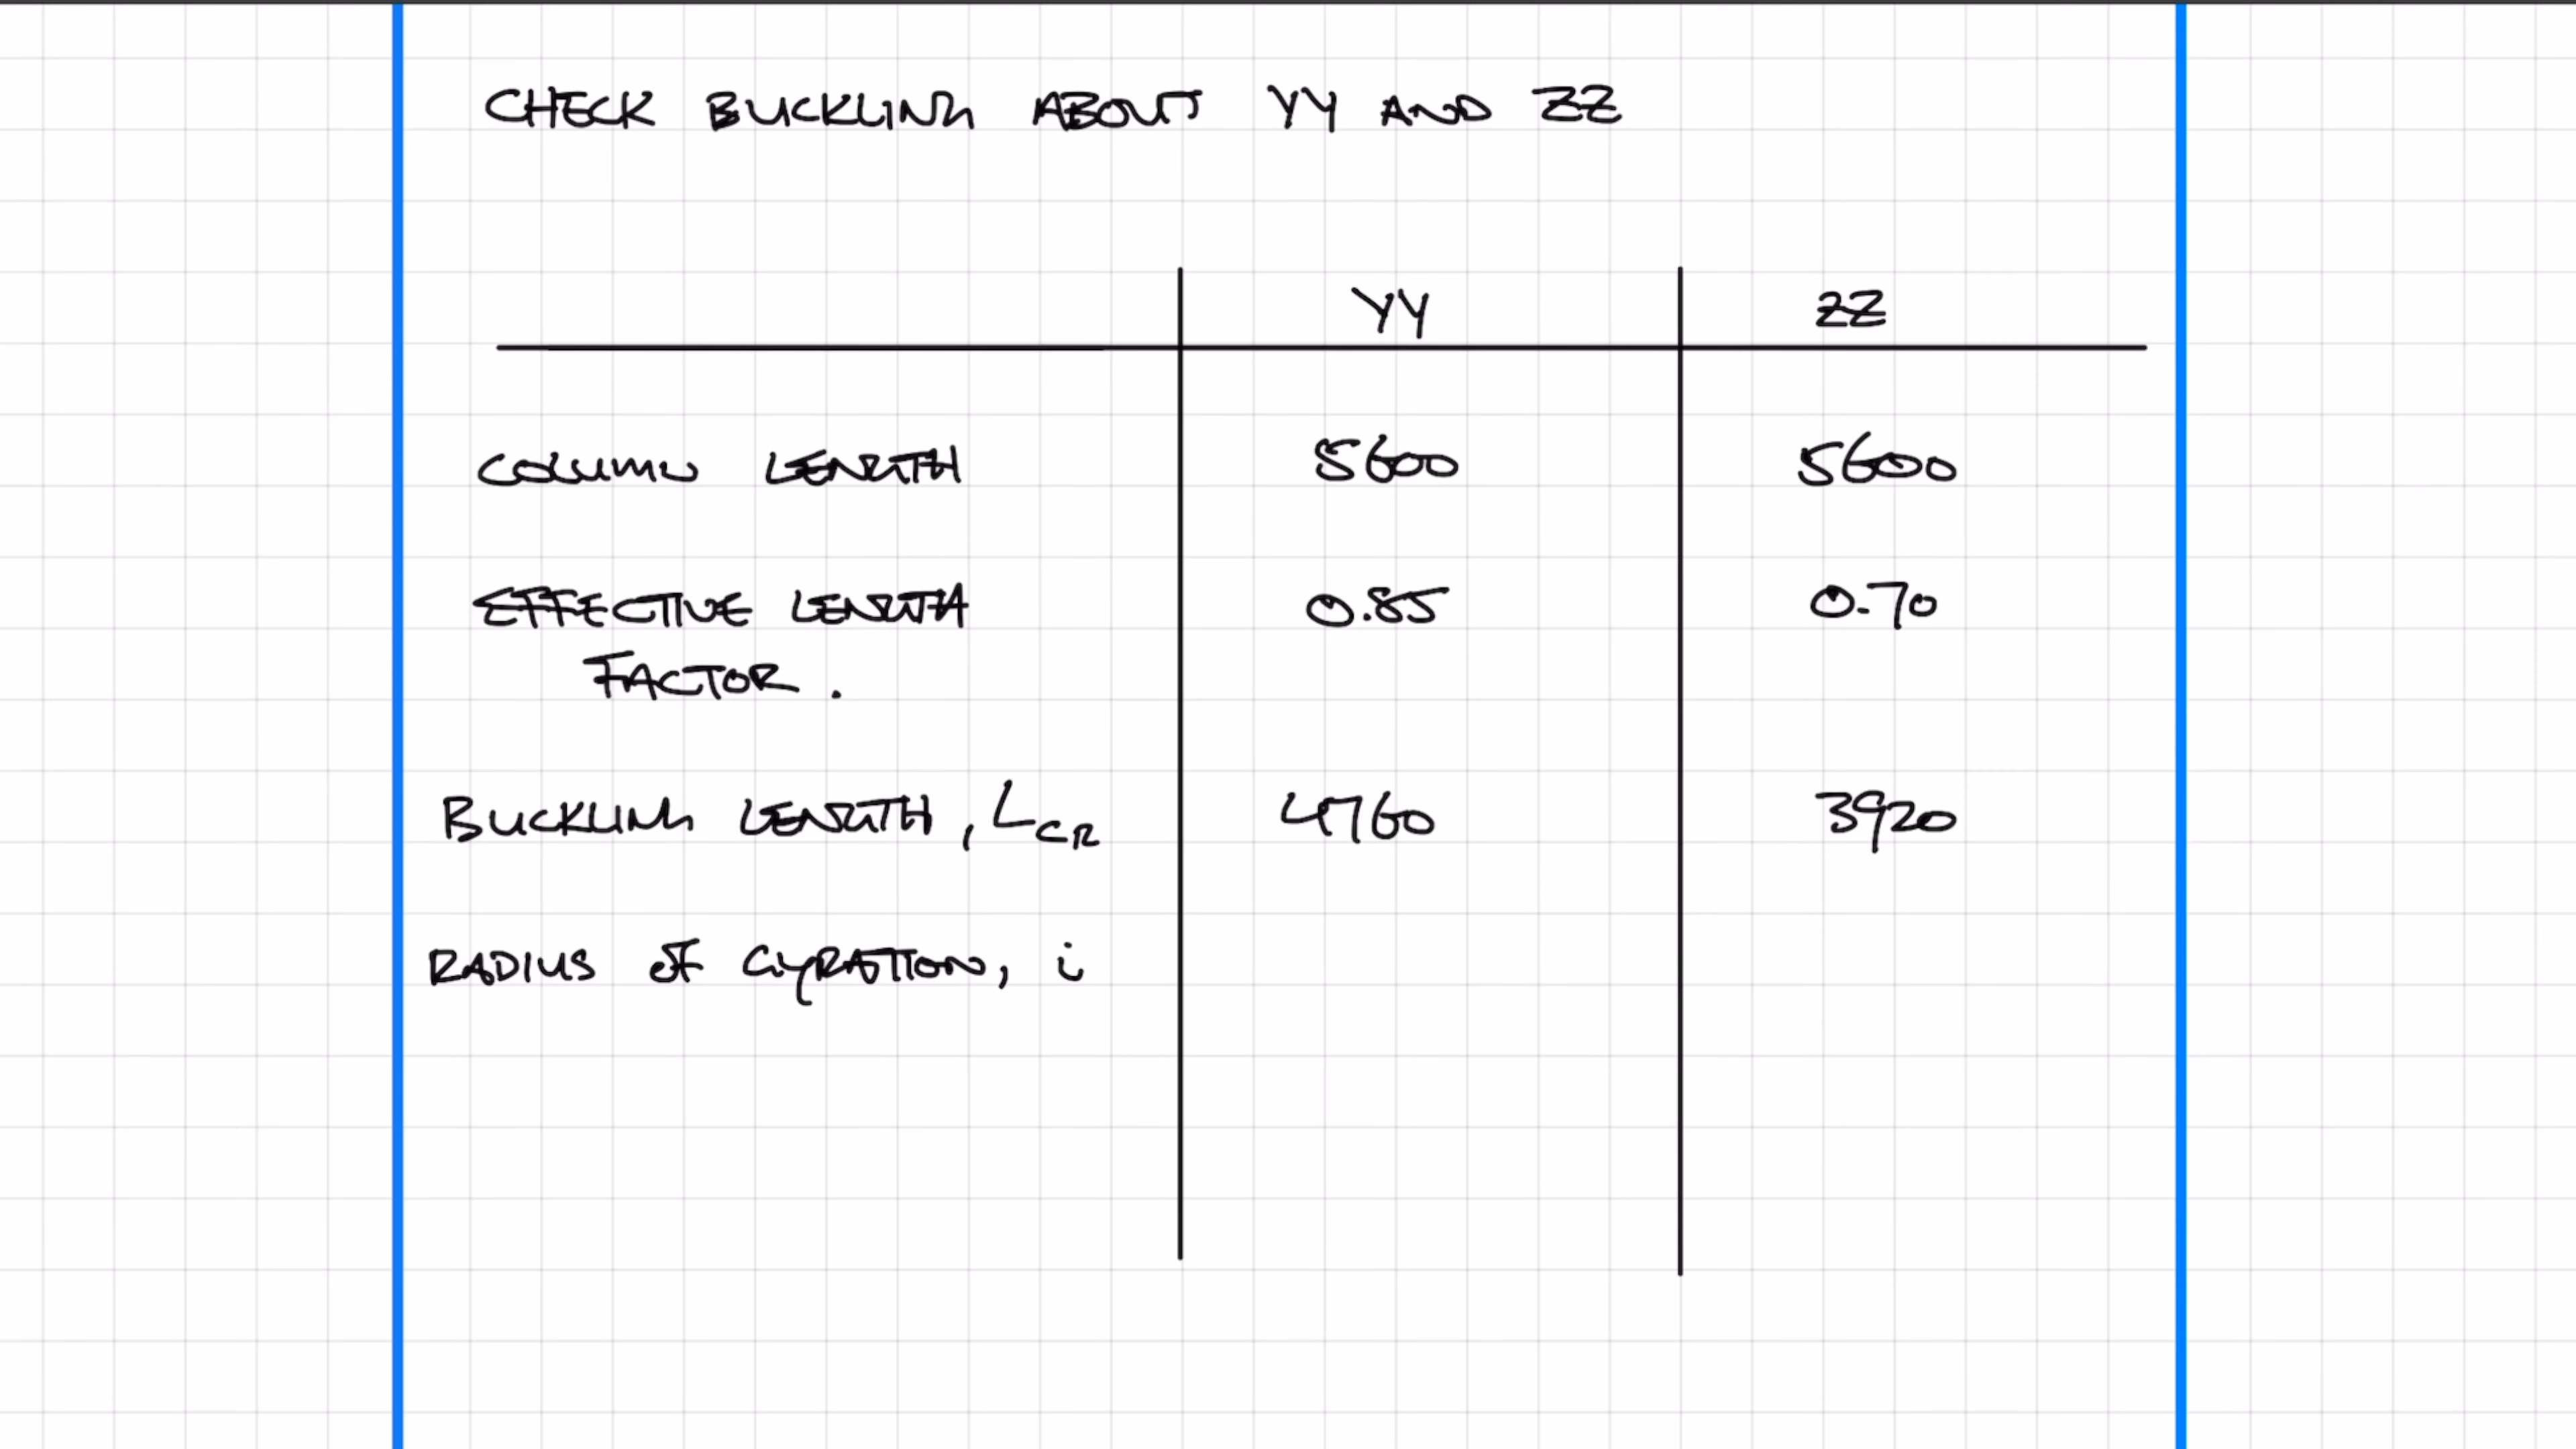 CHECK BUCKLING ABOUT YY AND ZZ
YY ZZ
COLUMN LENGTH 5600 5600
EFFECTIVE LENGTH 0.85 0.70
FACTOR.
BUCKLING LENGTH, LCR 4760 3920
RADIUS OF GYRATION, i